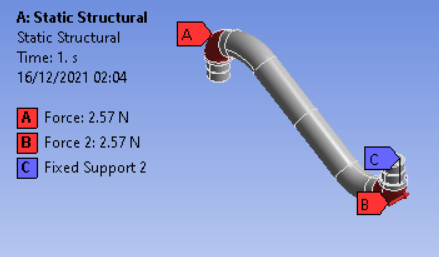 A: Static Structural
Static Structural
Time: 1. s
16/12/2021 02:04
A Force: 2.57 N
B Force 2: 2.57 N
C Fixed Support 2
A
C
B